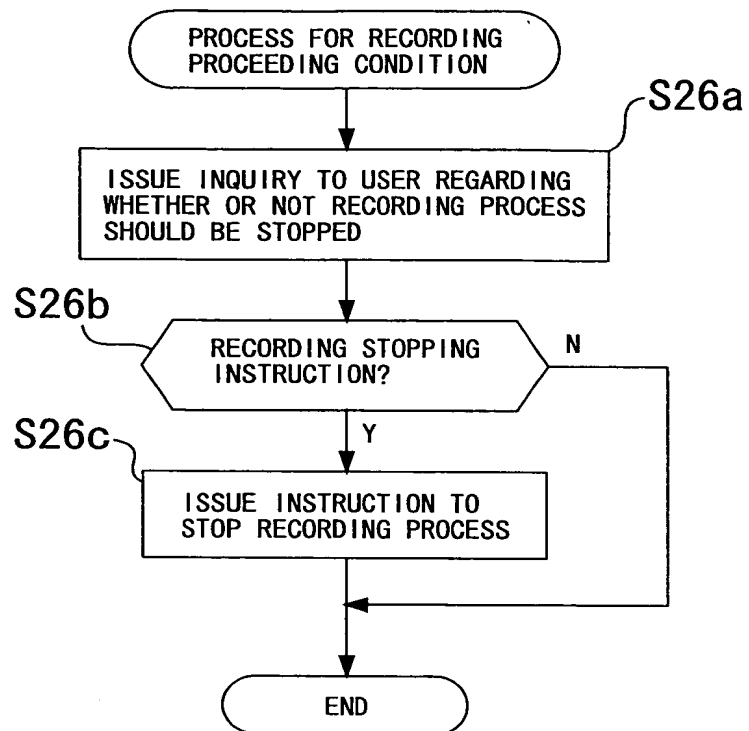 PROCESS FOR RECORDING
PROCEEDING CONDITION
S26a
ISSUE INQUIRY TO USER REGARDING
WHETHER OR NOT RECORDING PROCESS
SHOULD BE STOPPED
S26b
RECORDING STOPPING
INSTRUCTION?
N
Y
S26c
ISSUE INSTRUCTION TO
STOP RECORDING PROCESS
END